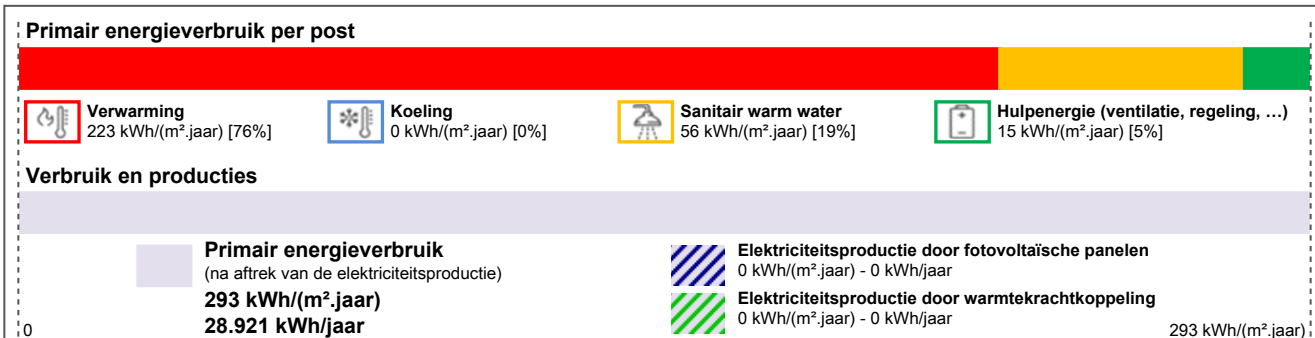 Primair energieverbruik per post
Verwarming
223 kWh/(m².jaar) [76%]
Koeling
0 kWh/(m².jaar) [0%]
Sanitair warm water
56 kWh/(m².jaar) [19%]
Hulpenergie (ventilatie, regeling, …)
15 kWh/(m².jaar) [5%]
Verbruik en producties
Primair energieverbruik
(na aftrek van de elektriciteitsproductie)
293 kWh/(m².jaar)
28.921 kWh/jaar
Elektriciteitsproductie door fotovoltaïsche panelen
0 kWh/(m².jaar) - 0 kWh/jaar
Elektriciteitsproductie door warmtekrachtkoppeling
0 kWh/(m².jaar) - 0 kWh/jaar
0
293 kWh/(m².jaar)